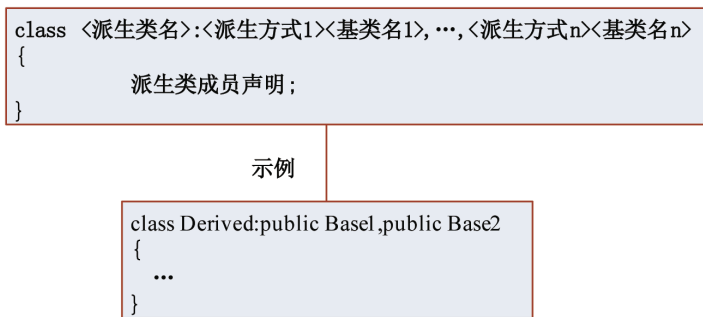 class <派生类名>:<派生方式1><基类名1>,…,<派生方式n><基类名n>
{
派生类成员声明;
}
示例
class Derived:public Base1,public Base2
{
…
}